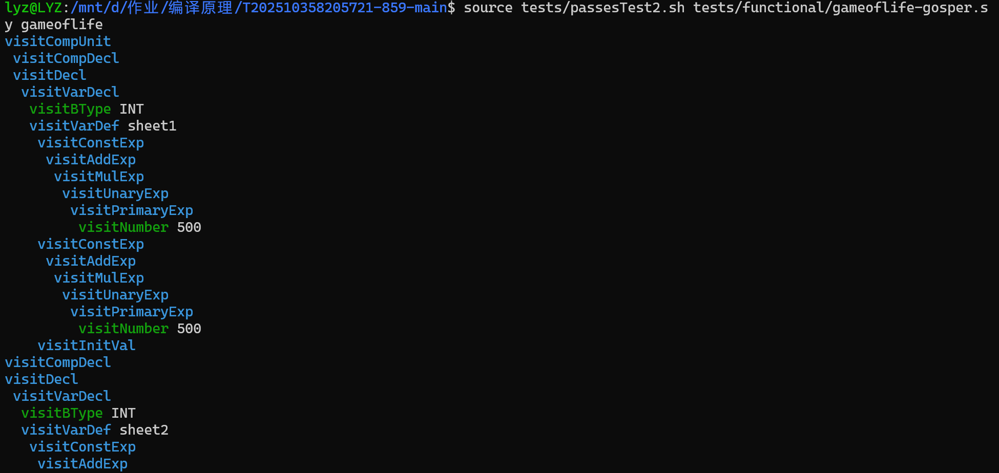 lyz@LYZ:/mnt/d/作业/编译原理/T202510358205721-859-main$ source tests/passesTest2.sh tests/functional/gameoflife-gosper.s
y gameoflife
visitCompUnit
 visitCompDecl
 visitDecl
  visitVarDecl
   visitBType INT
   visitVarDef sheet1
    visitConstExp
     visitAddExp
      visitMulExp
       visitUnaryExp
        visitPrimaryExp
         visitNumber 500
    visitConstExp
     visitAddExp
      visitMulExp
       visitUnaryExp
        visitPrimaryExp
         visitNumber 500
    visitInitVal
visitCompDecl
visitDecl
 visitVarDecl
  visitBType INT
  visitVarDef sheet2
   visitConstExp
    visitAddExp